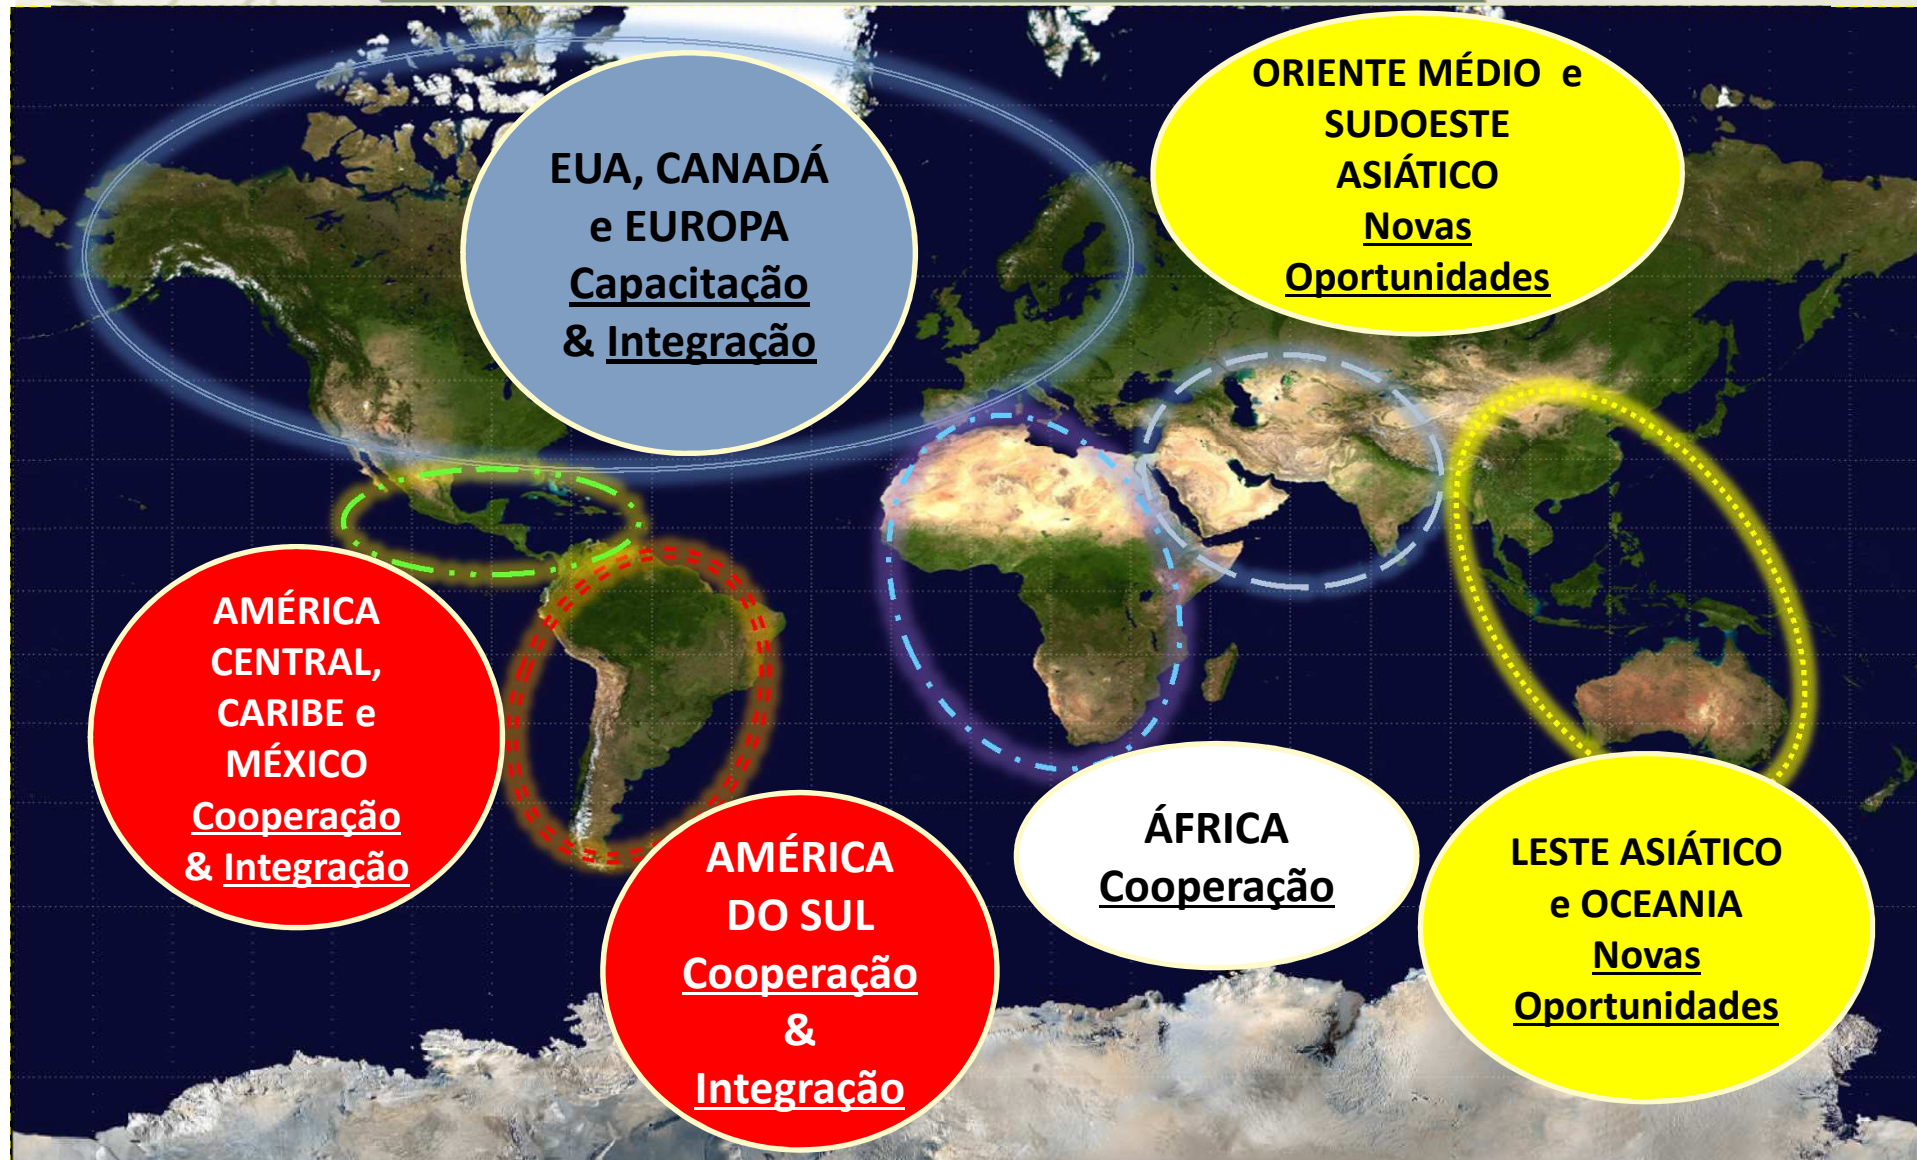 EUA, CANADÁ
e EUROPA
Capacitação
& Integração
ORIENTE MÉDIO e
SUDOESTE
ASIÁTICO
Novas
Oportunidades
AMÉRICA
CENTRAL,
CARIBE e
MÉXICO
Cooperação
& Integração
AMÉRICA
DO SUL
Cooperação
&
Integração
ÁFRICA
Cooperação
LESTE ASIÁTICO
e OCEANIA
Novas
Oportunidades